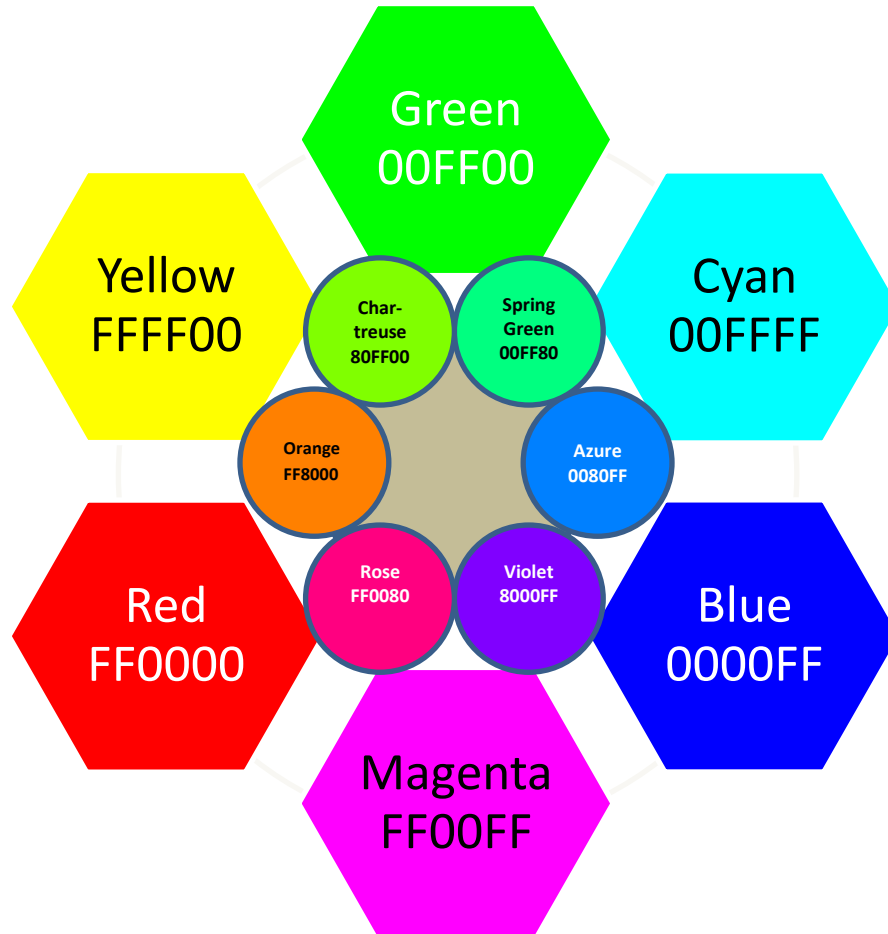 Green
00FF00
Yellow
FFFF00
Cyan
00FFFF
Char-
treuse
80FF00
Spring
Green
00FF80
Orange
FF8000
Azure
0080FF
Rose
FF0080
Violet
8000FF
Red
FF0000
Blue
0000FF
Magenta
FF00FF